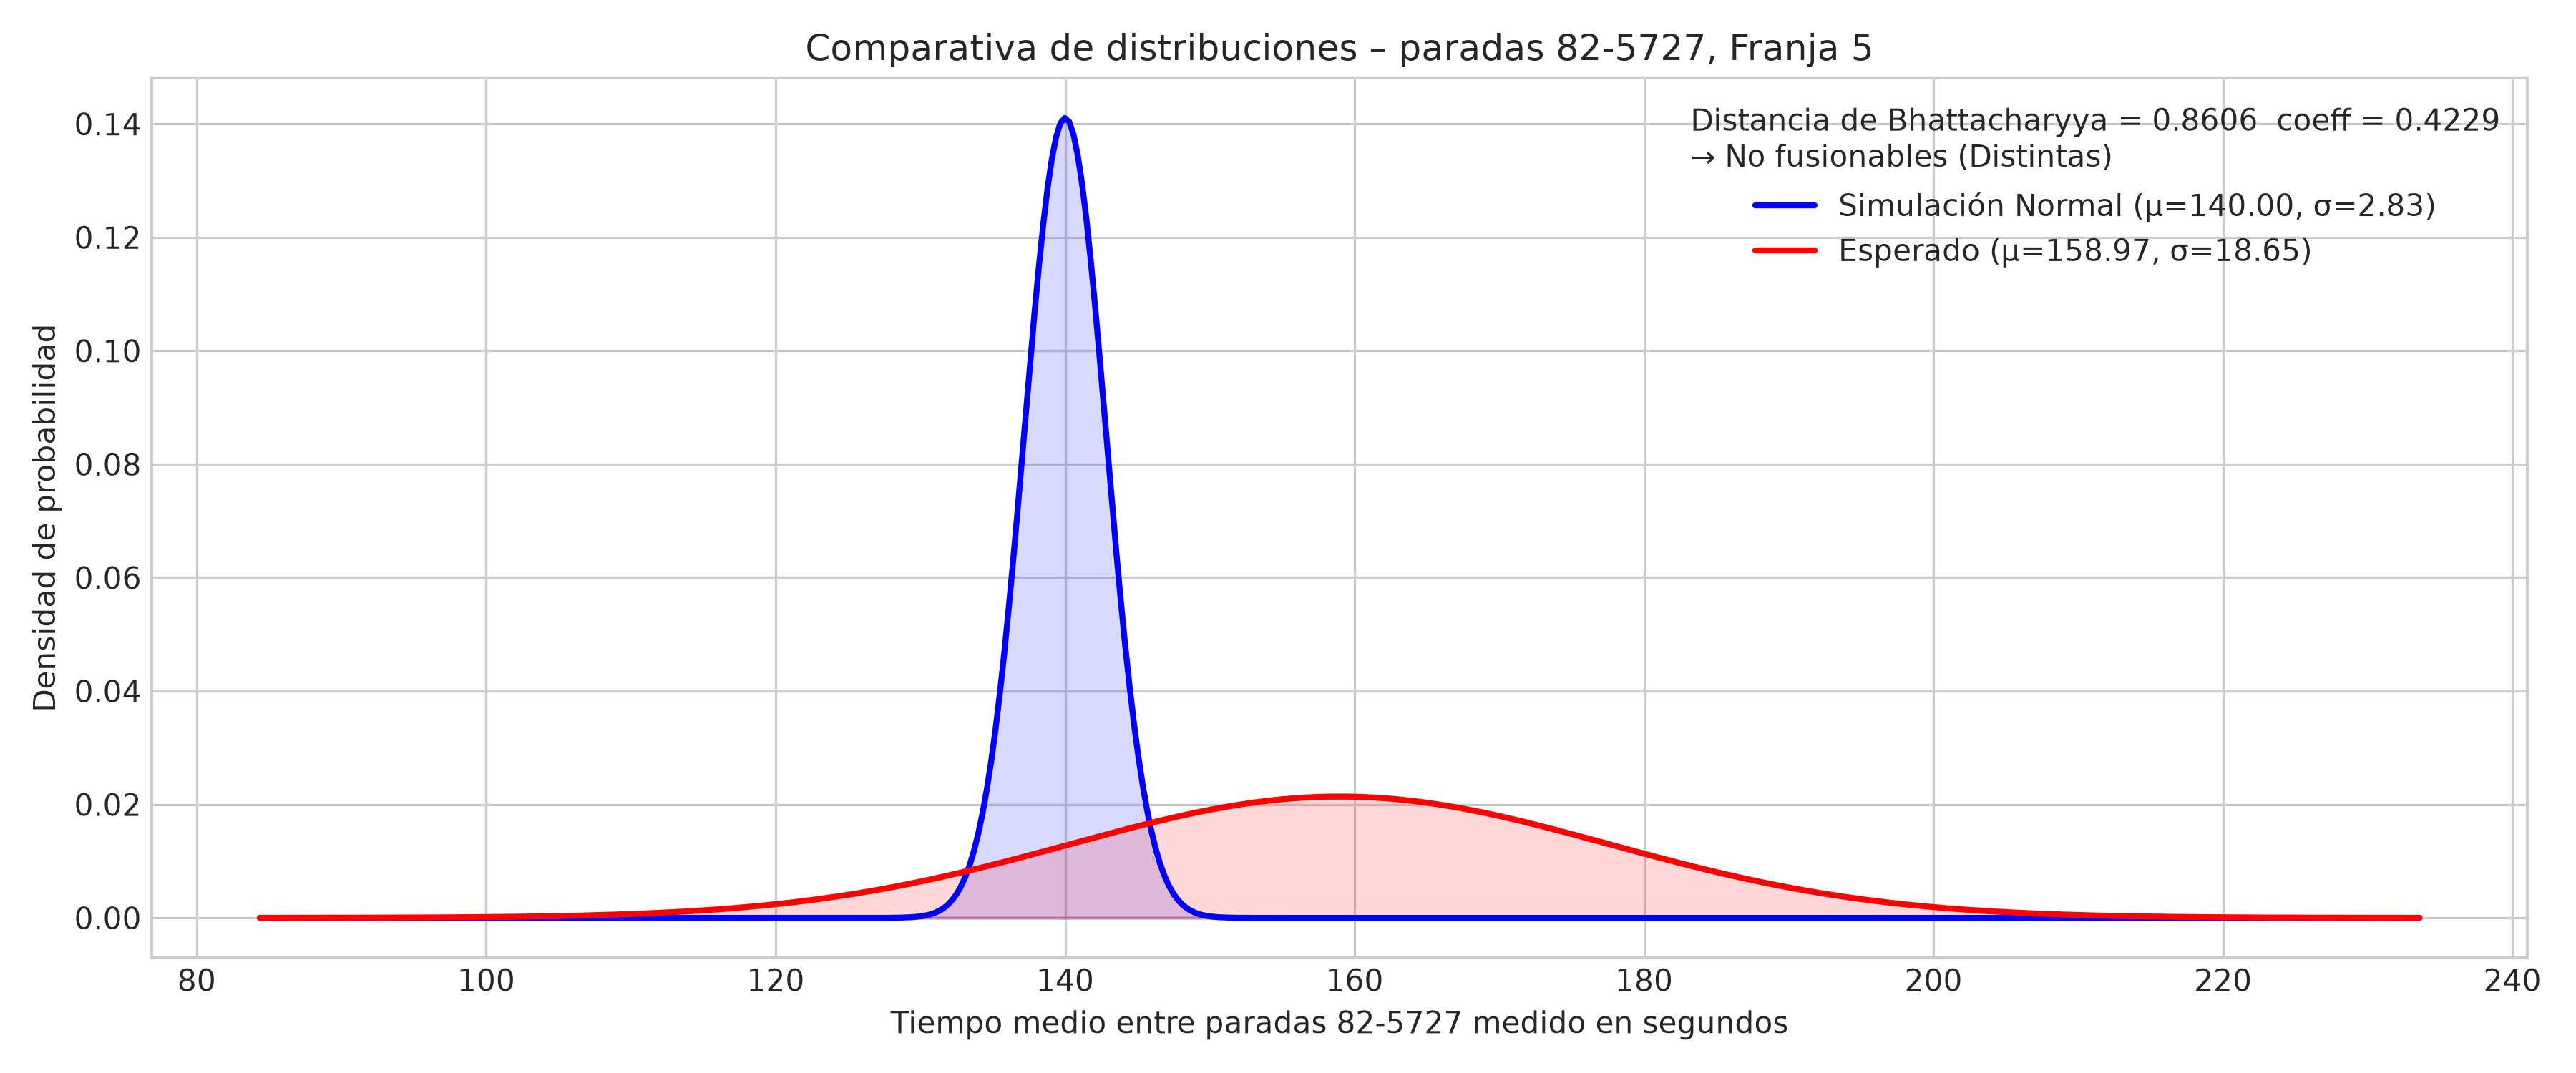 Comparativa de distribuciones – paradas 82-5727, Franja 5
Distancia de Bhattacharyya = 0.8606  coeff = 0.4229
→ No fusionables (Distintas)
Simulación Normal (μ=140.00, σ=2.83)
Esperado (μ=158.97, σ=18.65)
Densidad de probabilidad
0.14
0.12
0.10
0.08
0.06
0.04
0.02
0.00
80 100 120 140 160 180 200 220 240
Tiempo medio entre paradas 82-5727 medido en segundos